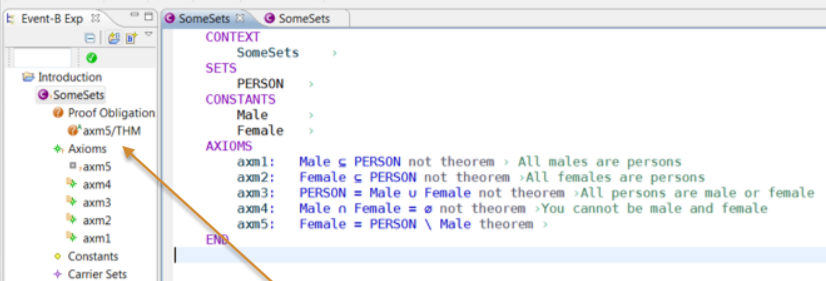 Event-B Exp
SomeSets
SomeSets
Introduction
SomeSets
Proof Obligation
axm5/THM
Axioms
axm5
axm4
axm3
axm2
axm1
Constants
Carrier Sets
CONTEXT
SomeSets ›
SETS
PERSON ›
CONSTANTS
Male ›
Female ›
AXIOMS
axm1: Male ⊆ PERSON not theorem › All males are persons
axm2: Female ⊆ PERSON not theorem ›All females are persons
axm3: PERSON = Male ∪ Female not theorem ›All persons are male or female
axm4: Male ∩ Female = ∅ not theorem ›You cannot be male and female
axm5: Female = PERSON \ Male theorem ›
END